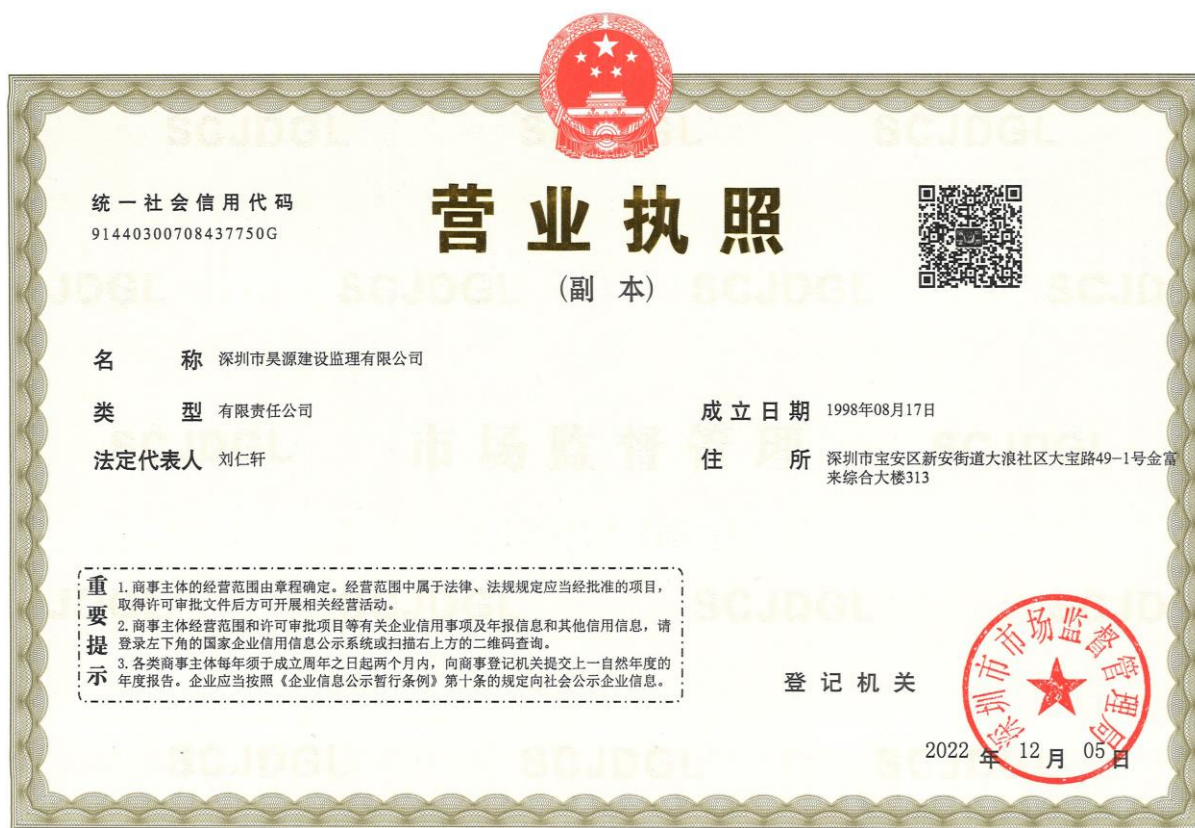 统一社会信用代码
91440300708437750G
营业执照
(副 本)
名 称 深圳市昊源建设监理有限公司
类 型 有限责任公司
成立日期 1998年08月17日
法定代表人 刘仁轩
住 所 深圳市宝安区新安街道大浪社区大宝路49-1号金富
来综合大楼313
重要提示
1.商事主体的经营范围由章程确定。经营范围中属于法律、法规规定应当经批准的项目，
取得许可审批文件后方可开展相关经营活动。
2.商事主体经营范围和许可审批项目等有关企业信用事项及年报信息和其他信用信息，请
登录左下角的国家企业信用信息公示系统或扫描右上方的二维码查询。
3.各类商事主体每年须于成立周年之日起两个月内，向商事登记机关提交上一自然年度的
年度报告。企业应当按照《企业信息公示暂行条例》第十条的规定向社会公示企业信息。
登记机关
深圳市市场监督管理局
2022 年 12 月 05 日
SCJDGL
市场监督管理